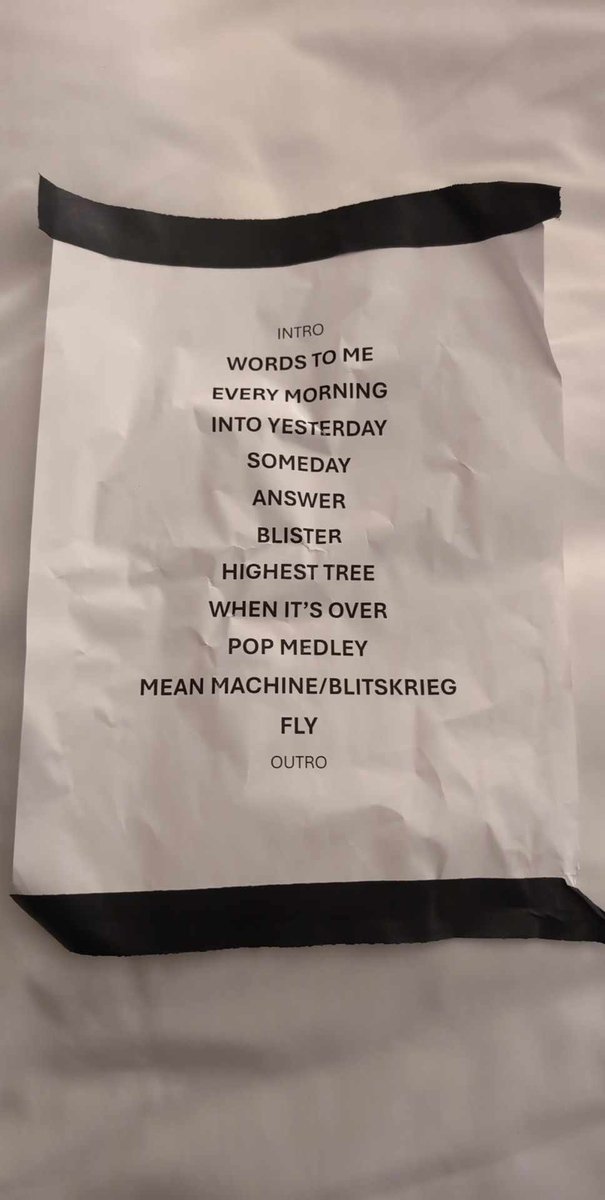 INTRO
WORDS TO ME
EVERY MORNING
INTO YESTERDAY
SOMEDAY
ANSWER
BLISTER
HIGHEST TREE
WHEN IT'S OVER
POP MEDLEY
MEAN MACHINE/BLITSKRIEG
FLY
OUTRO